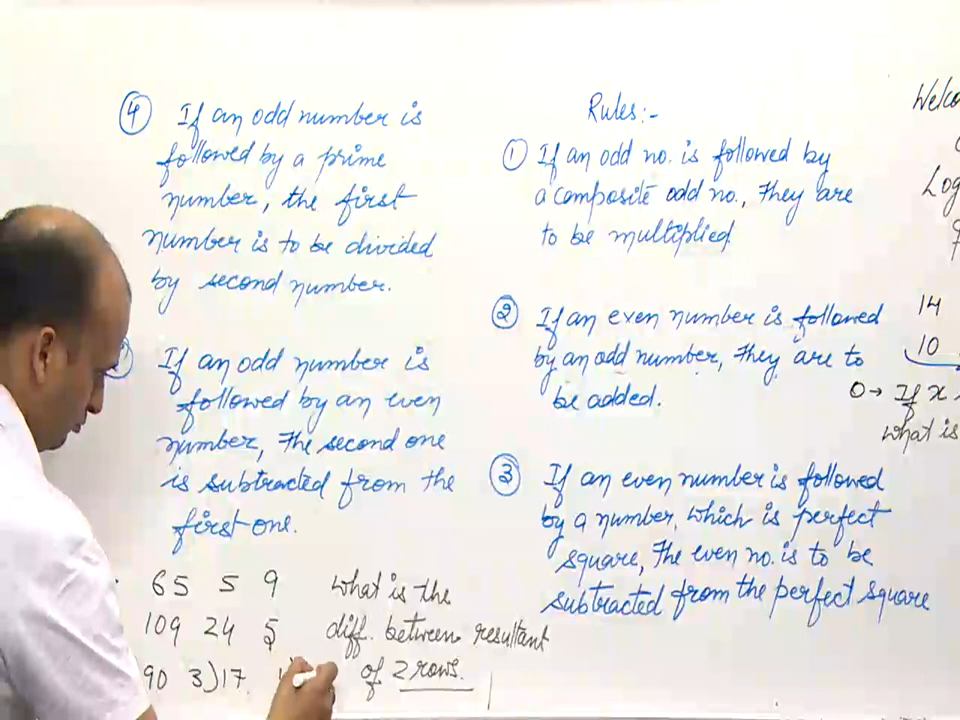 ④ If an odd number is
followed by a prime
number, the first
number is to be divided
by second number.
If an odd number is
followed by an even
number, The second one
is subtracted from the
first one.
65 5 9
109 24 5
90 3)17
what is the
diff. between resultant
of 2 rows.
Rules:-
① If an odd no. is followed by
a composite odd no., They are
to be multiplied.
② If an even number is followed
by an odd number, They are to
be added.
③ If an even number is followed
by a number, which is perfect
square, The even no. is to be
subtracted from the perfect square
14
10
0→ If x
what is